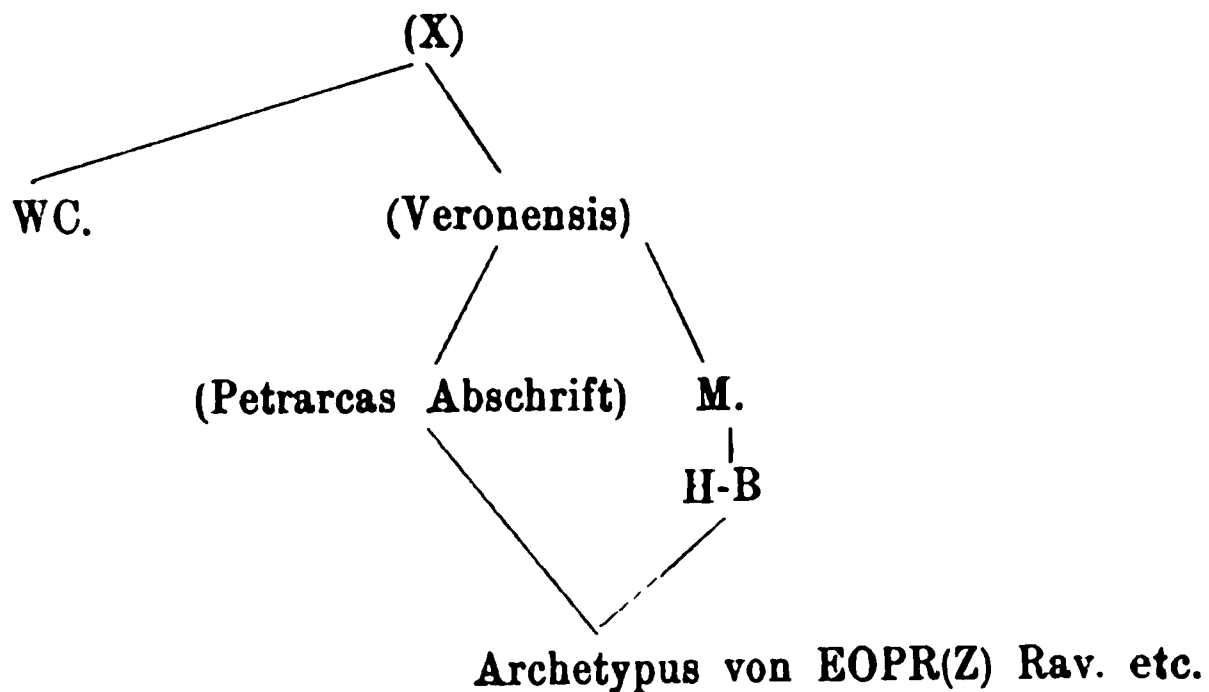 (X)
WC. (Veronensis)
(Petrarcas Abschrift) M.
H-B
Archetypus von EOPR(Z) Rav. etc.